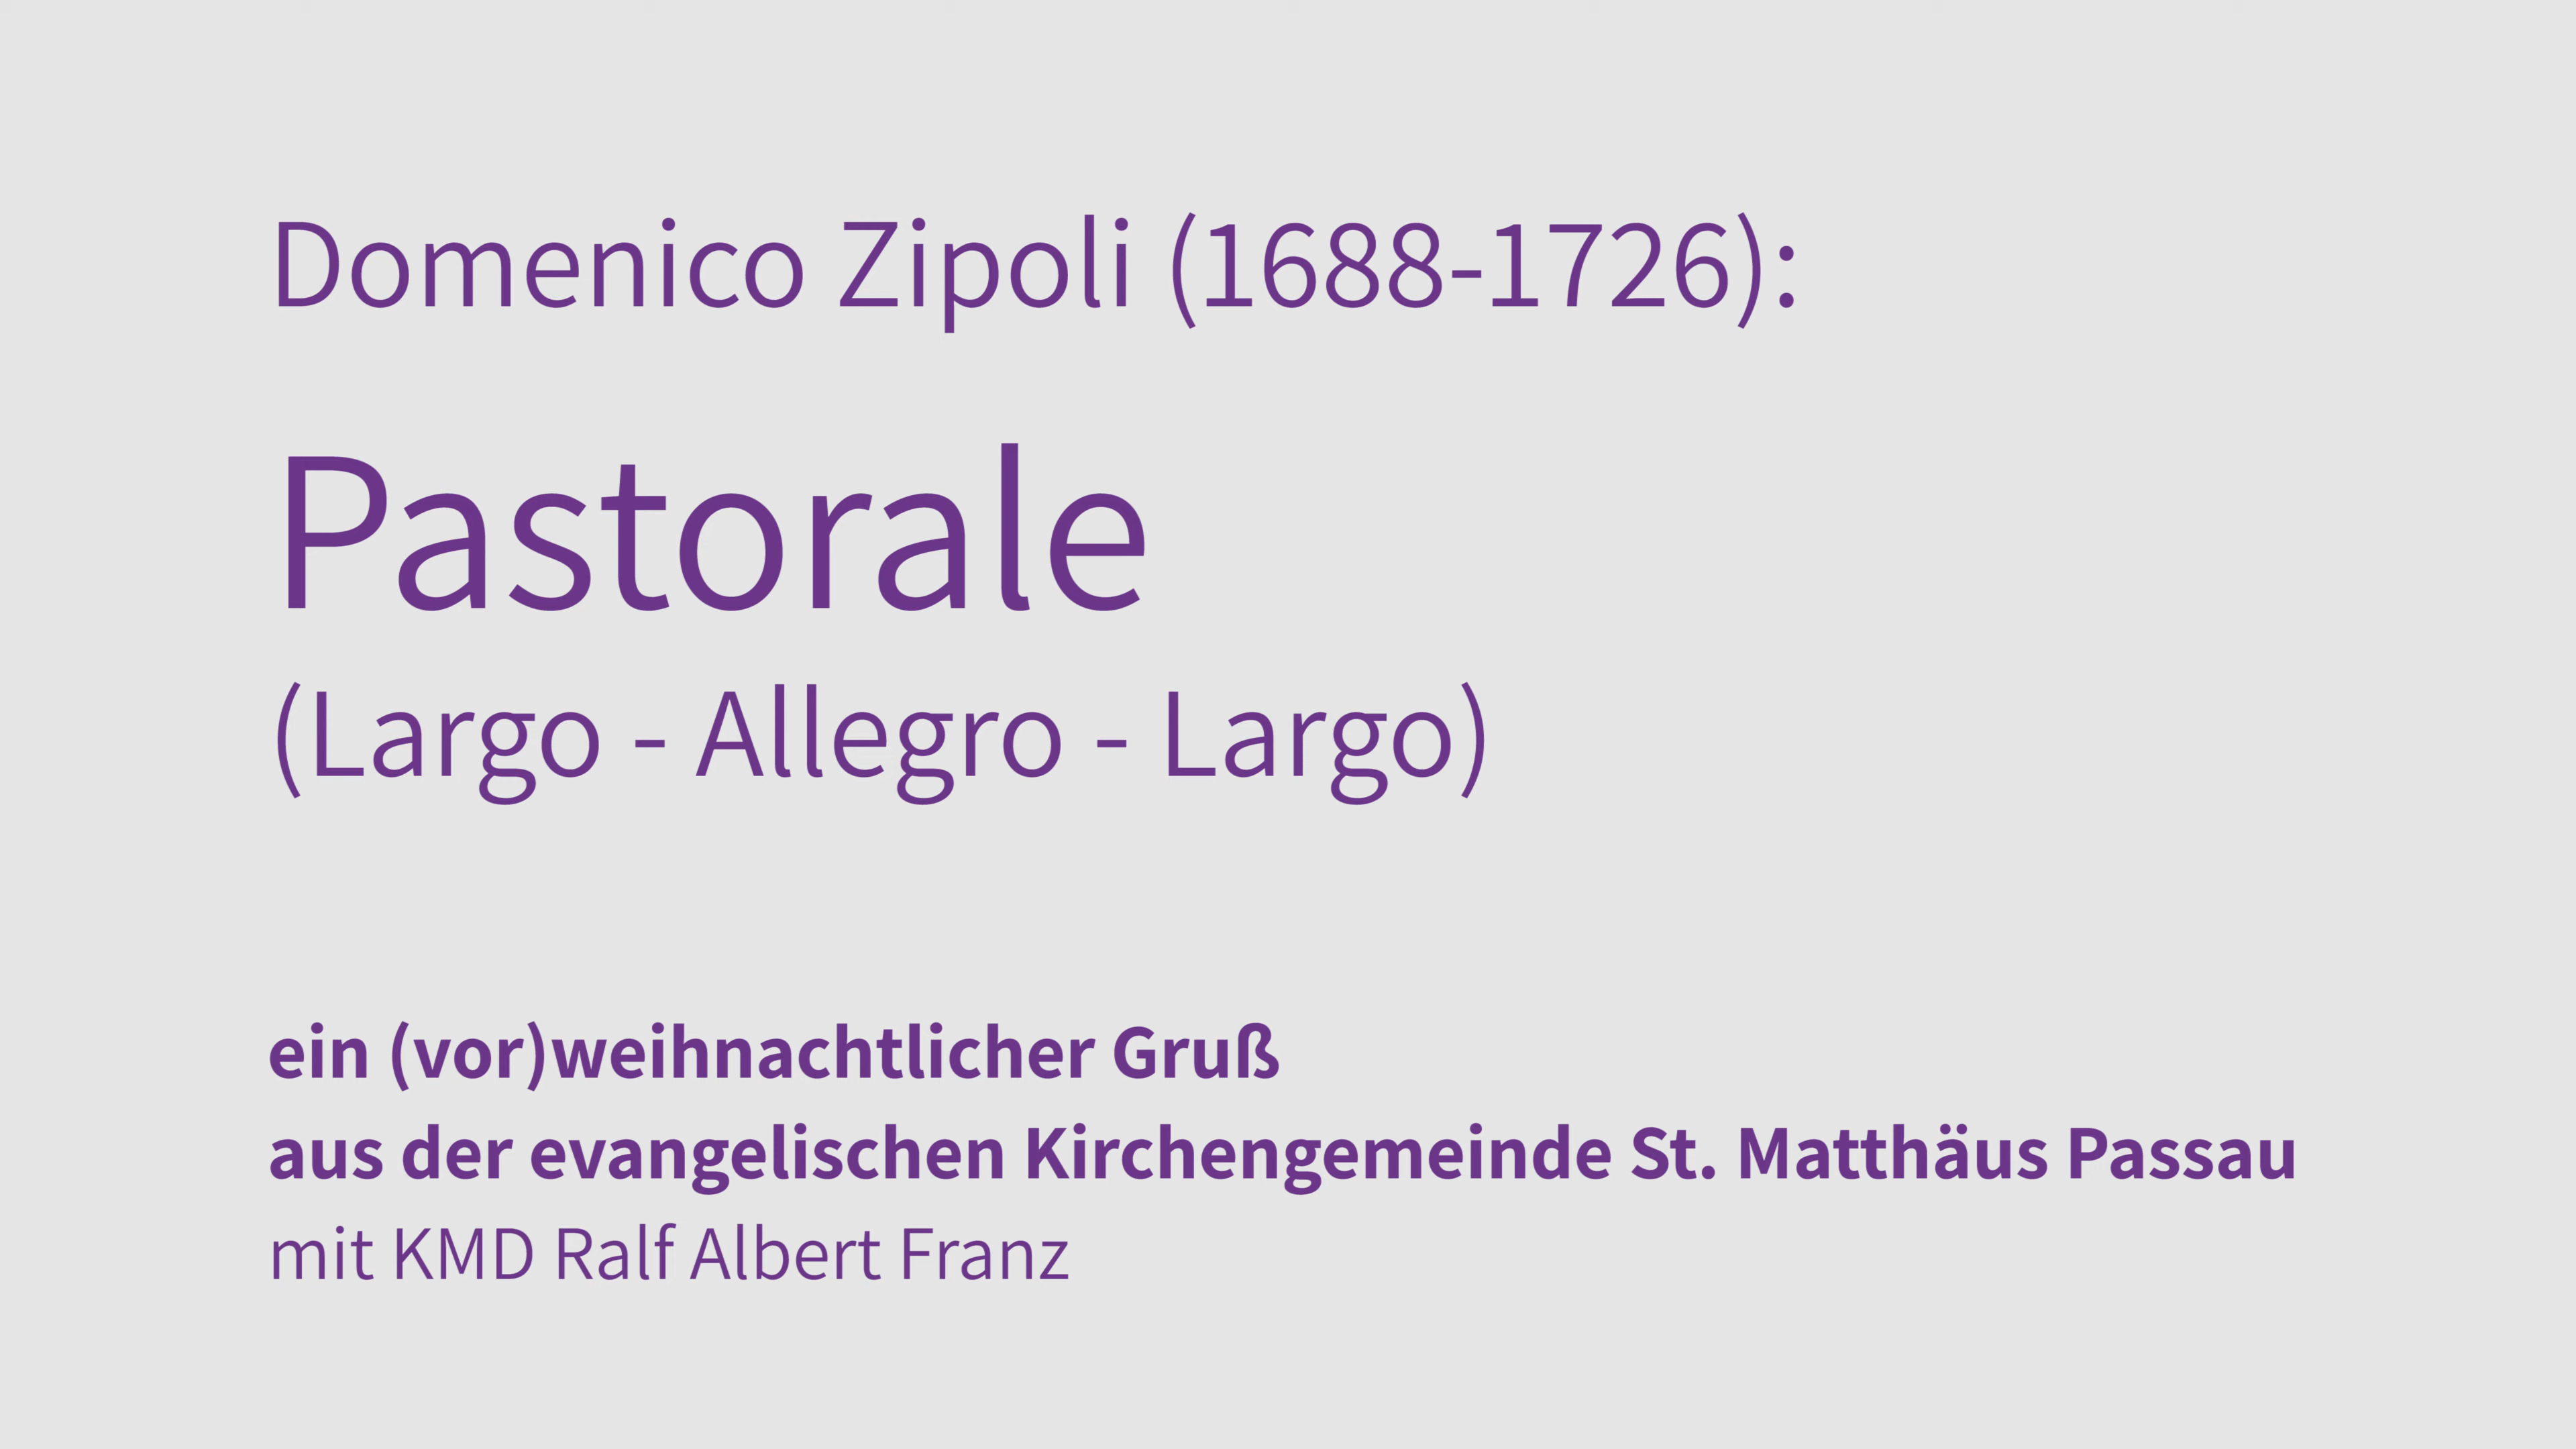 Domenico Zipoli (1688-1726):
Pastorale
(Largo - Allegro - Largo)
ein (vor)weihnachtlicher Gruß
aus der evangelischen Kirchengemeinde St. Matthäus Passau
mit KMD Ralf Albert Franz